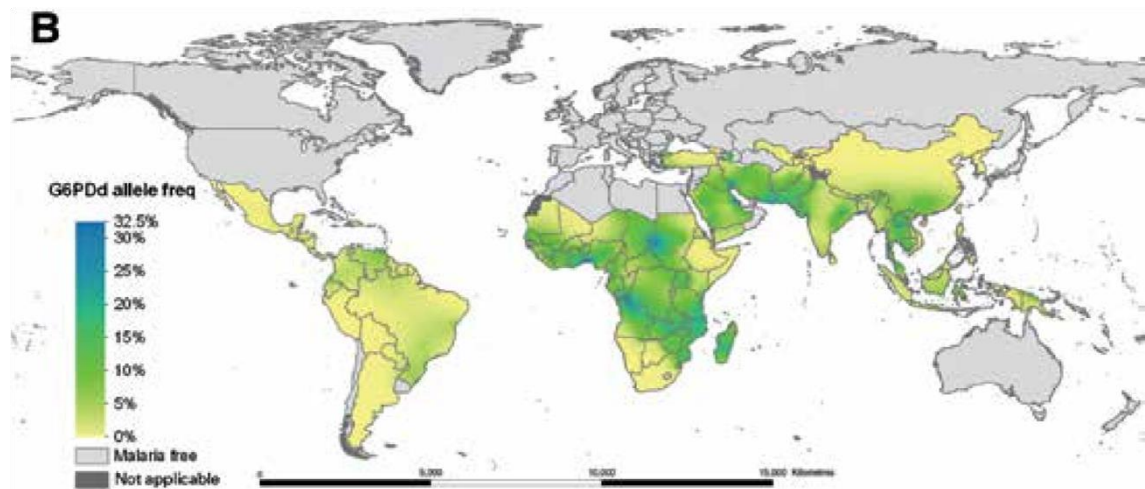 B
G6PDd allele freq
32.5%
30%
25%
20%
15%
10%
5%
0%
Malaria free
Not applicable
0 5,000 10,000 15,000 Kilometres